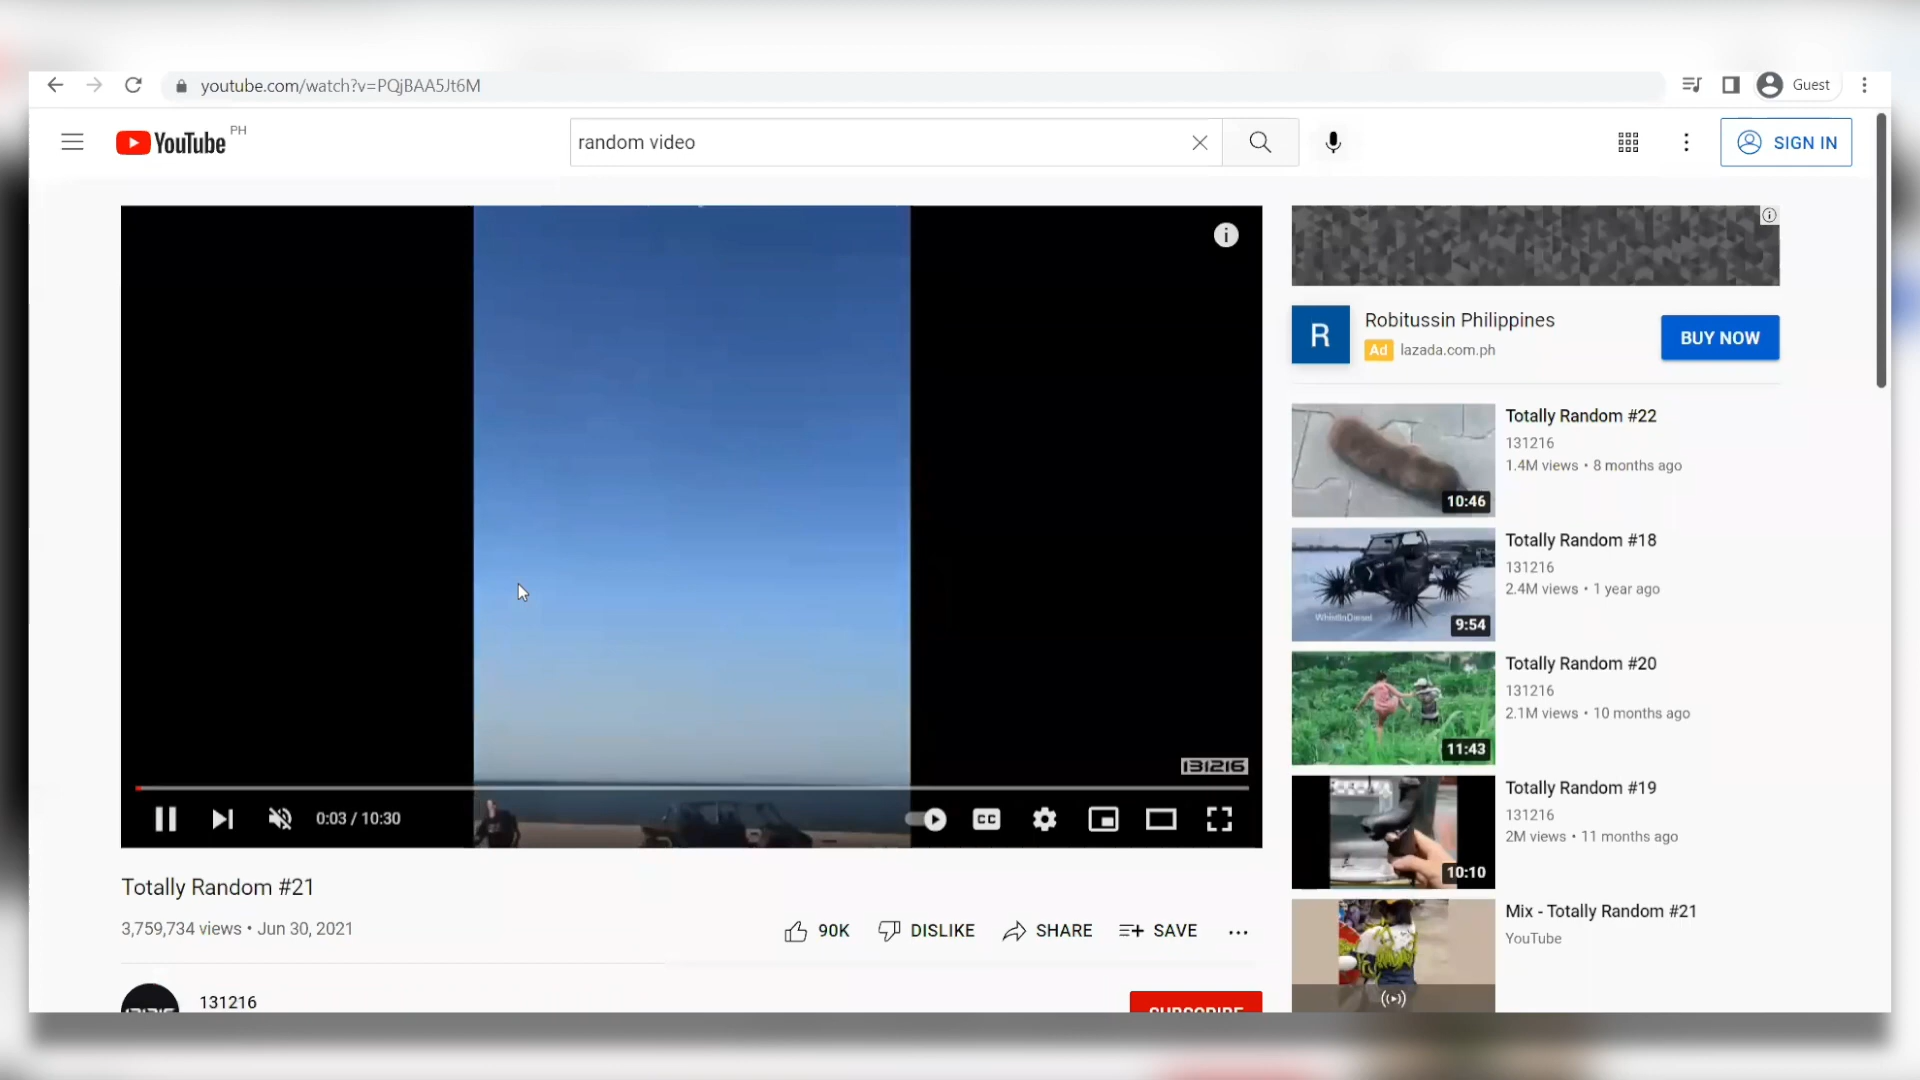 youtube.com/watch?v=PQjBAA5Jt6M
Guest
YouTube PH
random video
SIGN IN
131216
0:03 / 10:30
CC
Totally Random #21
3,759,734 views • Jun 30, 2021
90K
DISLIKE
SHARE
SAVE
131216
SUBSCRIBE
R
Robitussin Philippines
Ad lazada.com.ph
BUY NOW
10:46
Totally Random #22
131216
1.4M views • 8 months ago
WhistlinDiesel
9:54
Totally Random #18
131216
2.4M views • 1 year ago
11:43
Totally Random #20
131216
2.1M views • 10 months ago
10:10
Totally Random #19
131216
2M views • 11 months ago
Mix - Totally Random #21
YouTube